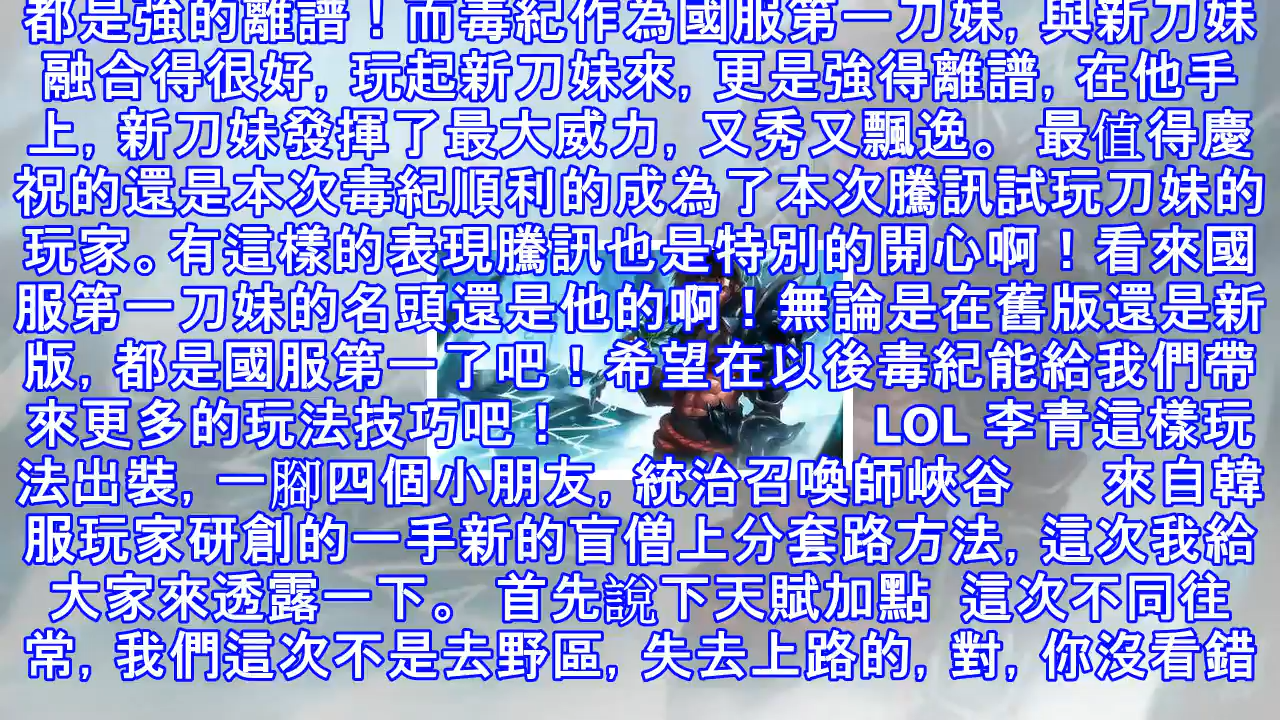 都是強的離譜！而毒紀作為國服第一刀妹, 與新刀妹
融合得很好, 玩起新刀妹來, 更是強得離譜, 在他手
上, 新刀妹發揮了最大威力, 又秀又飄逸。 最值得慶
祝的還是本次毒紀順利的成為了本次騰訊試玩刀妹的
玩家。有這樣的表現騰訊也是特別的開心啊！看來國
服第一刀妹的名頭還是他的啊！無論是在舊版還是新
版, 都是國服第一了吧！希望在以後毒紀能給我們帶
來更多的玩法技巧吧！ LOL 李青這樣玩
法出裝, 一腳四個小朋友, 統治召喚師峽谷 來自韓
服玩家研創的一手新的盲僧上分套路方法, 這次我給
大家來透露一下。 首先說下天賦加點 這次不同往
常, 我們這次不是去野區, 失去上路的, 對, 你沒看錯